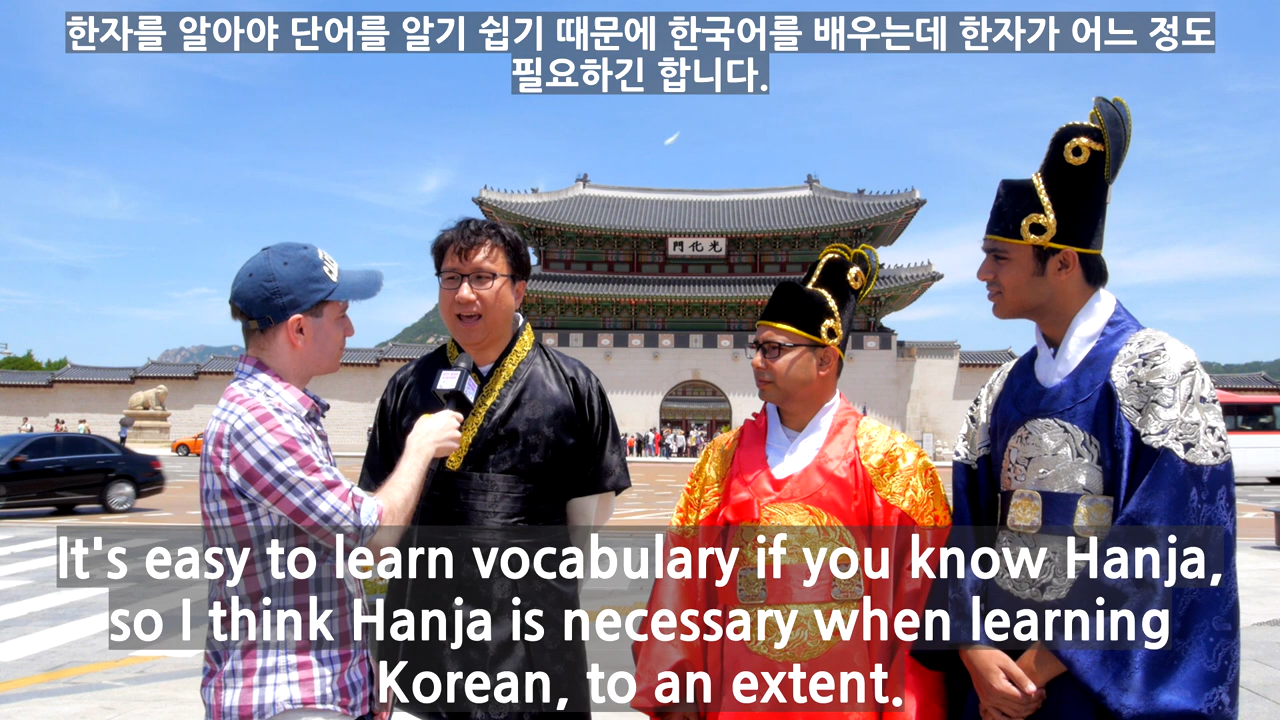 한자를 알아야 단어를 알기 쉽기 때문에 한국어를 배우는데 한자가 어느 정도
필요하긴 합니다.
光化門
It's easy to learn vocabulary if you know Hanja,
so I think Hanja is necessary when learning
Korean, to an extent.